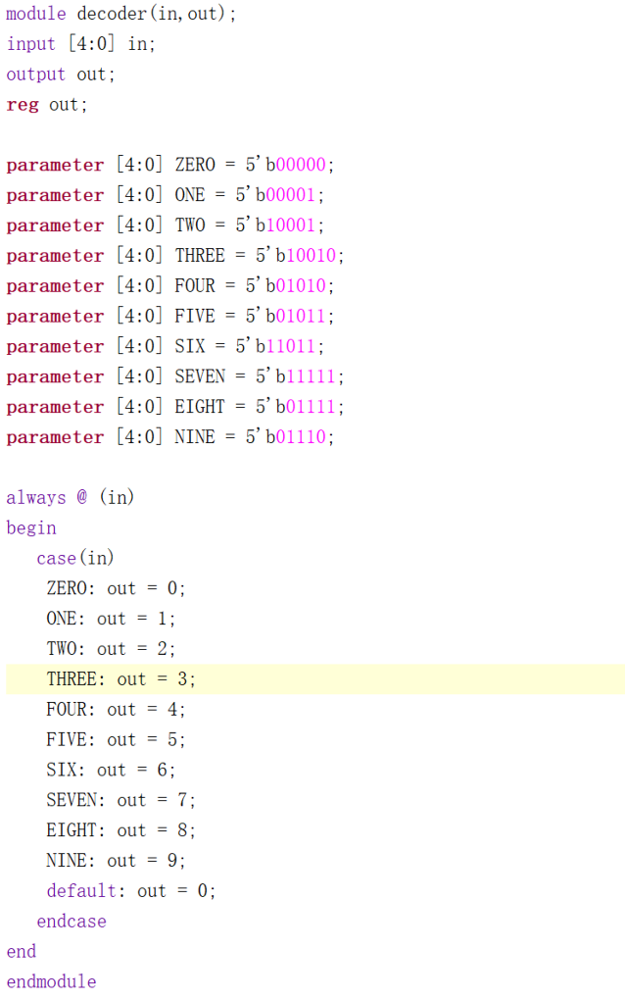 module decoder(in,out);
input [4:0] in;
output out;
reg out;
parameter [4:0] ZERO = 5'b00000;
parameter [4:0] ONE = 5'b00001;
parameter [4:0] TWO = 5'b10001;
parameter [4:0] THREE = 5'b10010;
parameter [4:0] FOUR = 5'b01010;
parameter [4:0] FIVE = 5'b01011;
parameter [4:0] SIX = 5'b11011;
parameter [4:0] SEVEN = 5'b11111;
parameter [4:0] EIGHT = 5'b01111;
parameter [4:0] NINE = 5'b01110;
always @ (in)
begin
case(in)
ZERO: out = 0;
ONE: out = 1;
TWO: out = 2;
THREE: out = 3;
FOUR: out = 4;
FIVE: out = 5;
SIX: out = 6;
SEVEN: out = 7;
EIGHT: out = 8;
NINE: out = 9;
default: out = 0;
endcase
end
endmodule